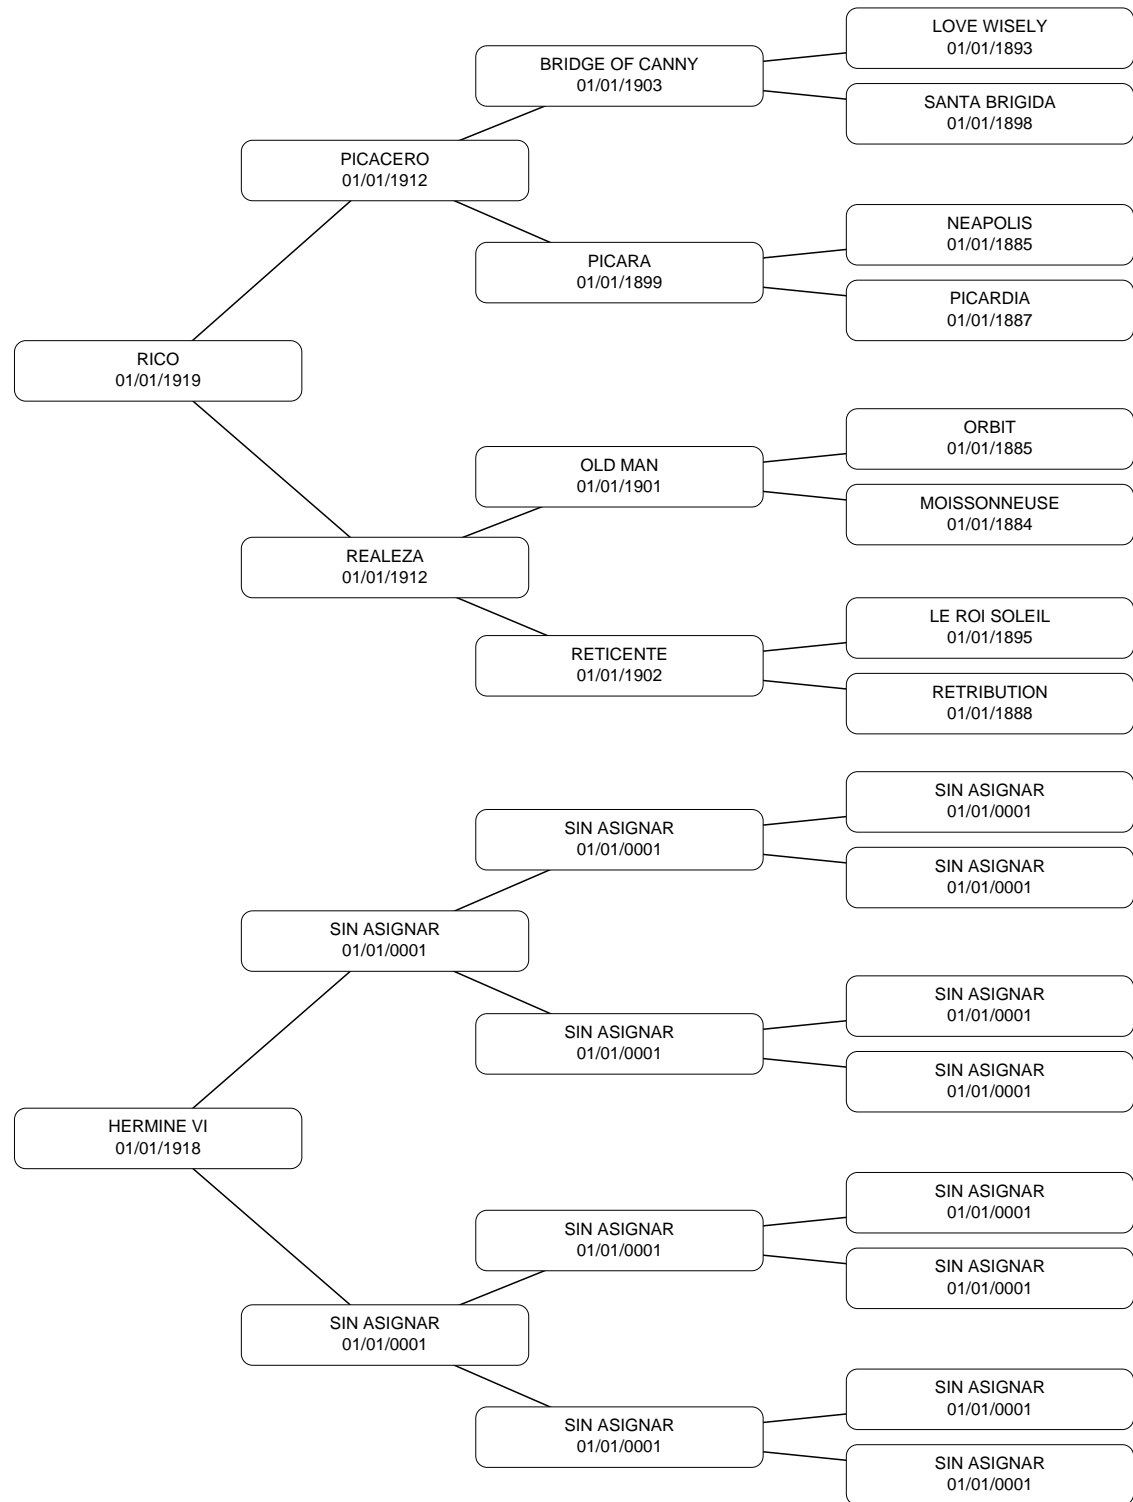 LOVE WISELY
01/01/1893
BRIDGE OF CANNY
01/01/1903
SANTA BRIGIDA
01/01/1898
PICACERO
01/01/1912
NEAPOLIS
01/01/1885
PICARA
01/01/1899
PICARDIA
01/01/1887
RICO
01/01/1919
ORBIT
01/01/1885
OLD MAN
01/01/1901
MOISSONNEUSE
01/01/1884
REALEZA
01/01/1912
LE ROI SOLEIL
01/01/1895
RETICENTE
01/01/1902
RETRIBUTION
01/01/1888
SIN ASIGNAR
01/01/0001
SIN ASIGNAR
01/01/0001
SIN ASIGNAR
01/01/0001
SIN ASIGNAR
01/01/0001
SIN ASIGNAR
01/01/0001
SIN ASIGNAR
01/01/0001
SIN ASIGNAR
01/01/0001
HERMINE VI
01/01/1918
SIN ASIGNAR
01/01/0001
SIN ASIGNAR
01/01/0001
SIN ASIGNAR
01/01/0001
SIN ASIGNAR
01/01/0001
SIN ASIGNAR
01/01/0001
SIN ASIGNAR
01/01/0001
SIN ASIGNAR
01/01/0001